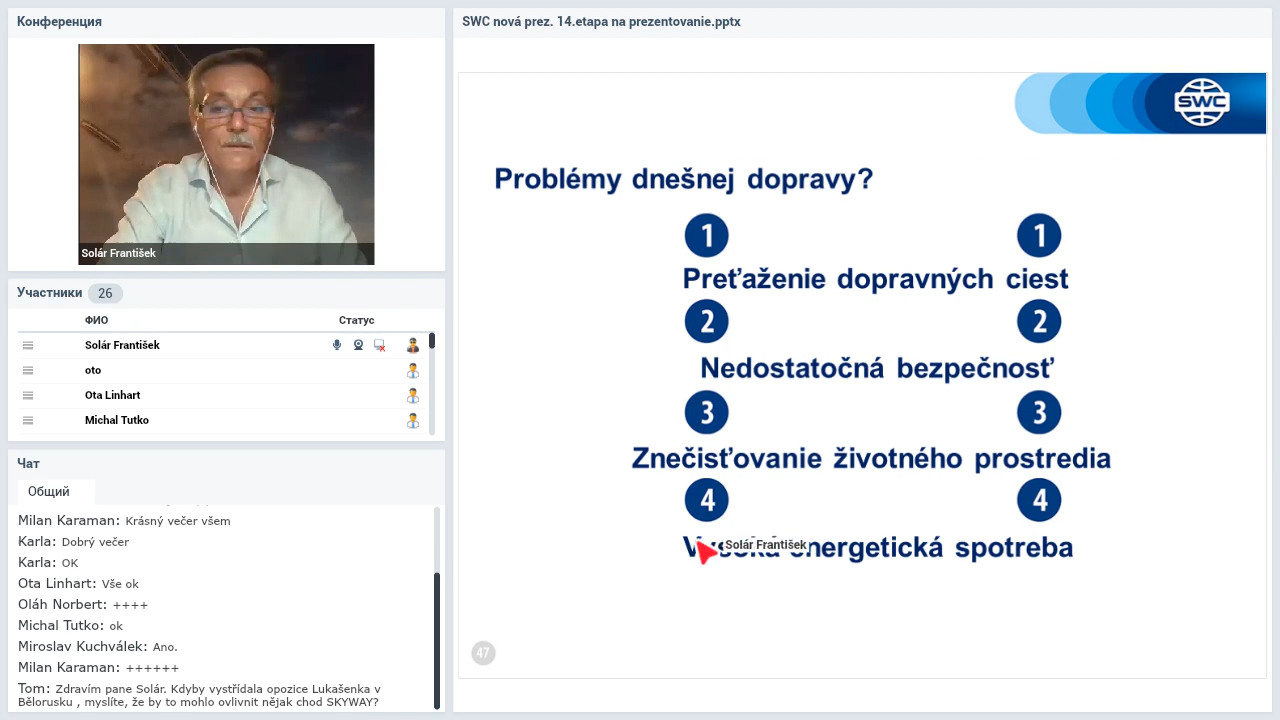 Конференция
Solár František
Участники 26
ФИО Статус
Solár František
oto
Ota Linhart
Michal Tutko
Чат
Общий
Milan Karaman: Krásný večer všem
Karla: Dobrý večer
Karla: OK
Ota Linhart: Vše ok
Oláh Norbert: ++++
Michal Tutko: ok
Miroslav Kuchválek: Ano.
Milan Karaman: ++++++
Tom: Zdravím pane Solár. Kdyby vystřídala opozice Lukašenka v
Bělorusku , myslíte, že by to mohlo ovlivnit nějak chod SKYWAY?
SWC nová prez. 14.etapa na prezentovanie.pptx
SWC
Problémy dnešnej dopravy?
1 1
Preťaženie dopravných ciest
2 2
Nedostatočná bezpečnosť
3 3
Znečisťovanie životného prostredia
4 4
Solár František
energetická spotreba
47